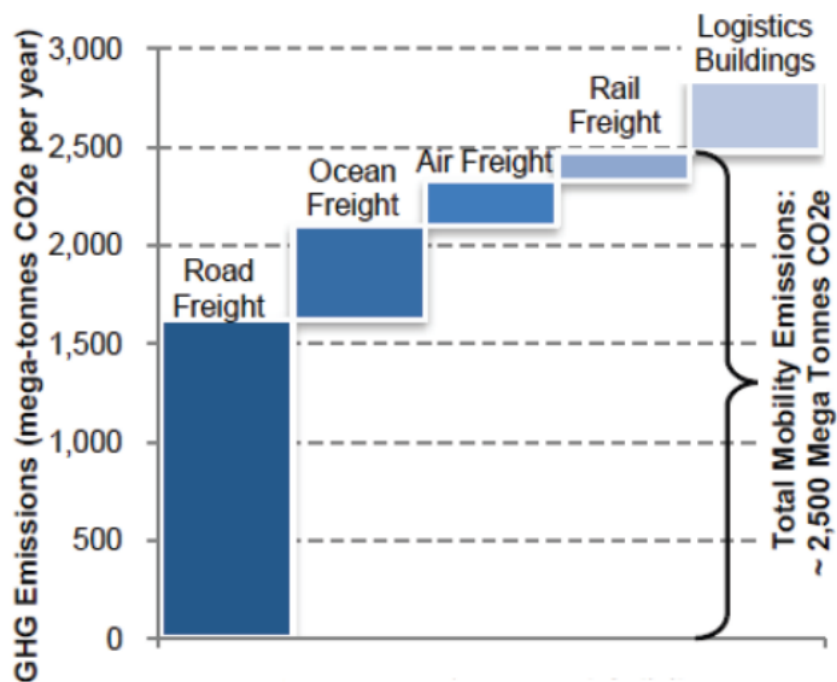 GHG Emissions (mega-tonnes CO2e per year)
3,000
2,500
2,000
1,500
1,000
500
0
Road
Freight
Ocean
Freight
Air Freight
Rail
Freight
Logistics
Buildings
Total Mobility Emissions:
~ 2,500 Mega Tonnes CO2e